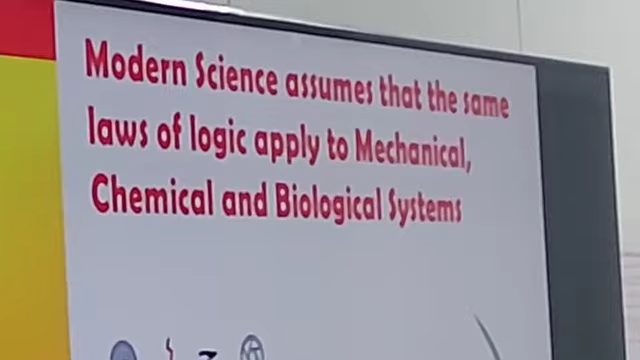 Modern Science assumes that the same
laws of logic apply to Mechanical,
Chemical and Biological Systems